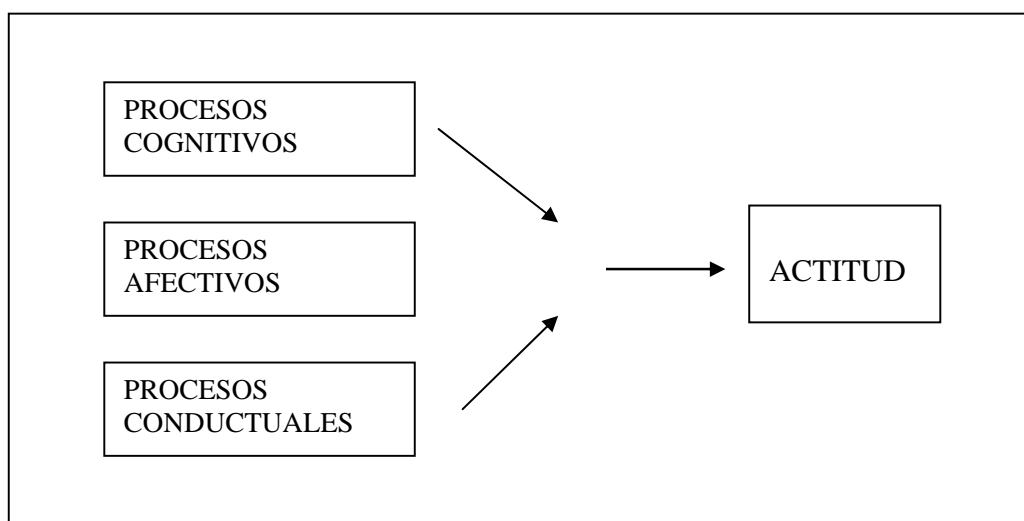 PROCESOS
COGNITIVOS
PROCESOS
AFECTIVOS
ACTITUD
PROCESOS
CONDUCTUALES